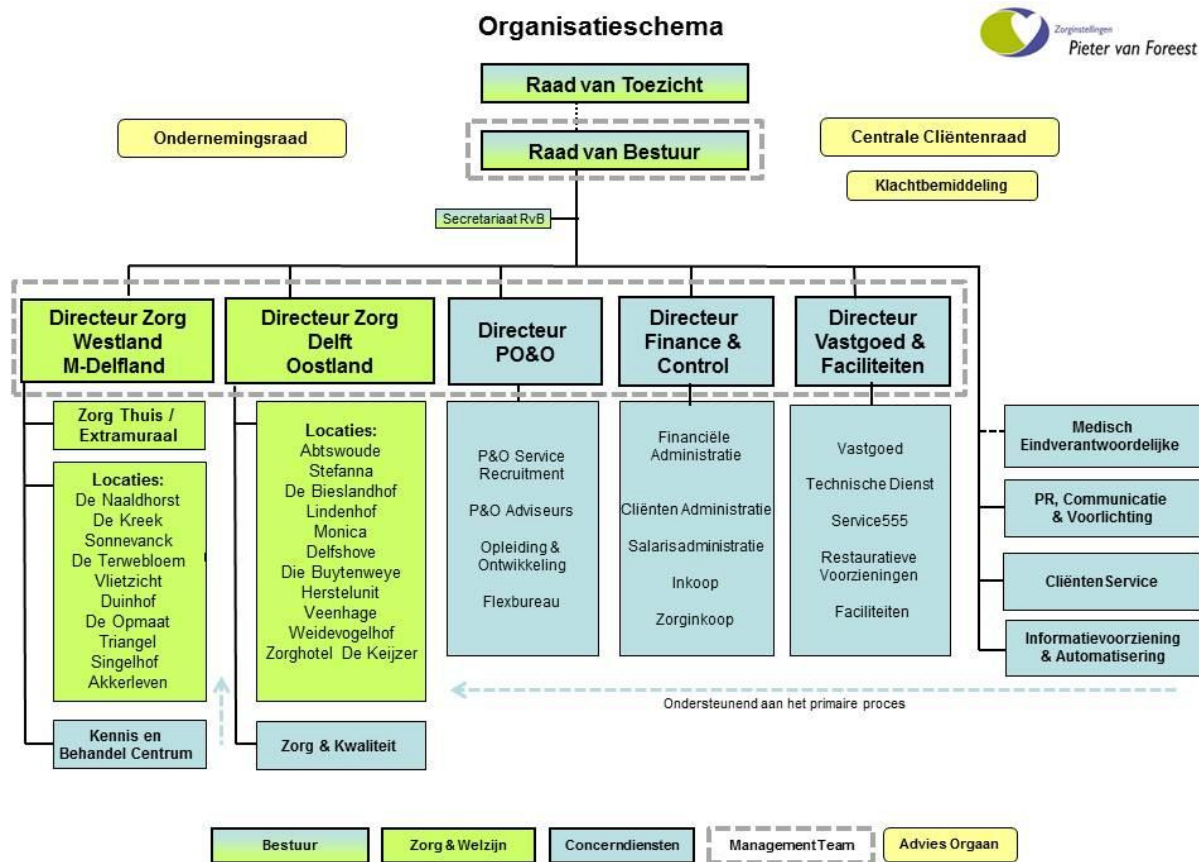 Organisatieschema
Zorginstellingen
Pieter van Foreest
Raad van Toezicht
Ondernemingsraad
Raad van Bestuur
Centrale Cliëntenraad
Klachtbemiddeling
Secretariaat RvB
Directeur Zorg
Westland
M-Delfland
Directeur Zorg
Delft
Oostland
Directeur
PO&O
Directeur
Finance &
Control
Directeur
Vastgoed &
Faciliteiten
Zorg Thuis /
Extramuraal
Locaties:
De Naaldhorst
De Kreek
Sonnevanck
De Terwebloem
Vlietzicht
Duinhof
De Opmaat
Triangel
Singelhof
Akkerleven
Kennis en
Behandel Centrum
Locaties:
Abtswoude
Stefanna
De Bieslandhof
Lindenhof
Monica
Delfshove
Die Buytenweye
Herstelunit
Veenhage
Weidevogelhof
Zorghotel De Keijzer
Zorg & Kwaliteit
P&O Service
Recruitment
P&O Adviseurs
Opleiding &
Ontwikkeling
Flexbureau
Financiële
Administratie
Cliënten Administratie
Salarisadministratie
Inkoop
Zorginkoop
Vastgoed
Technische Dienst
Service555
Restauratieve
Voorzieningen
Faciliteiten
Medisch
Eindverantwoordelijke
PR, Communicatie
& Voorlichting
Cliënten Service
Informatievoorziening
& Automatisering
Ondersteunend aan het primaire proces
Bestuur
Zorg & Welzijn
Concerndiensten
Management Team
Advies Orgaan